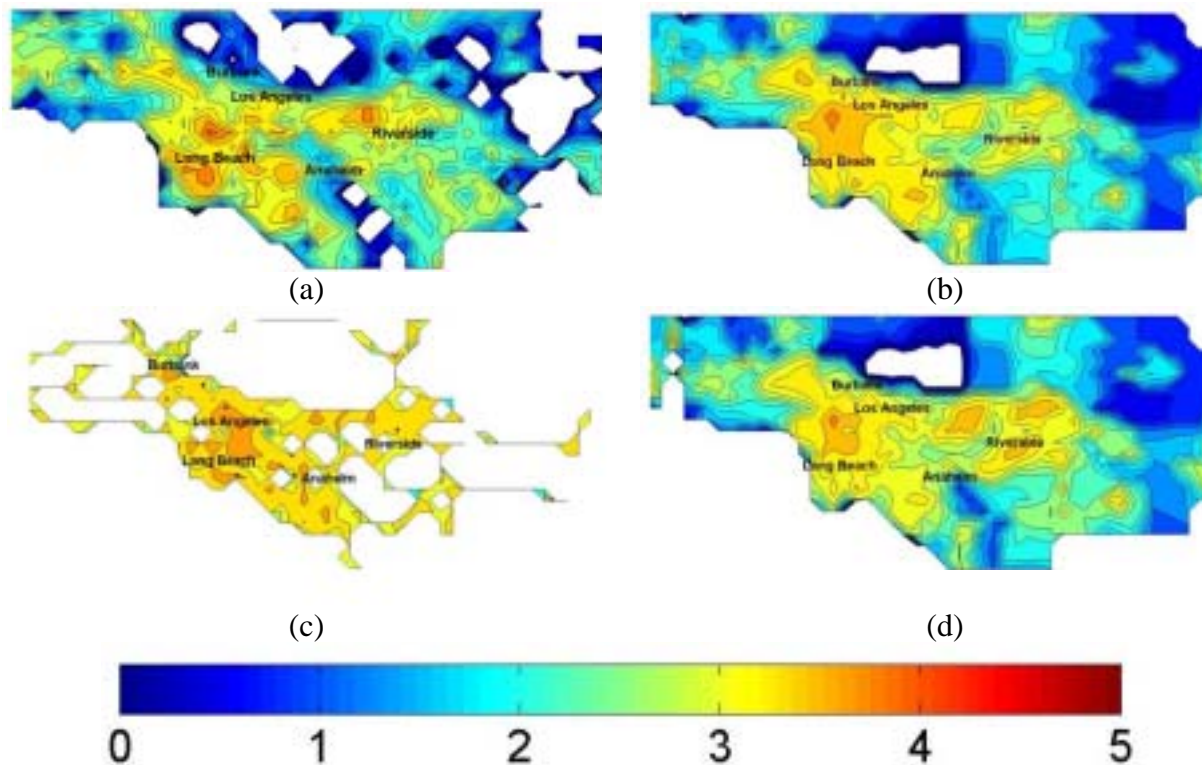 Burbank
Los Angeles
Riverside
Long Beach
Anaheim
(a)
Burbank
Los Angeles
Riverside
Long Beach
Anaheim
(b)
Burbank
Los Angeles
Riverside
Long Beach
Anaheim
(c)
Burbank
Los Angeles
Riverside
Long Beach
Anaheim
(d)
0 1 2 3 4 5